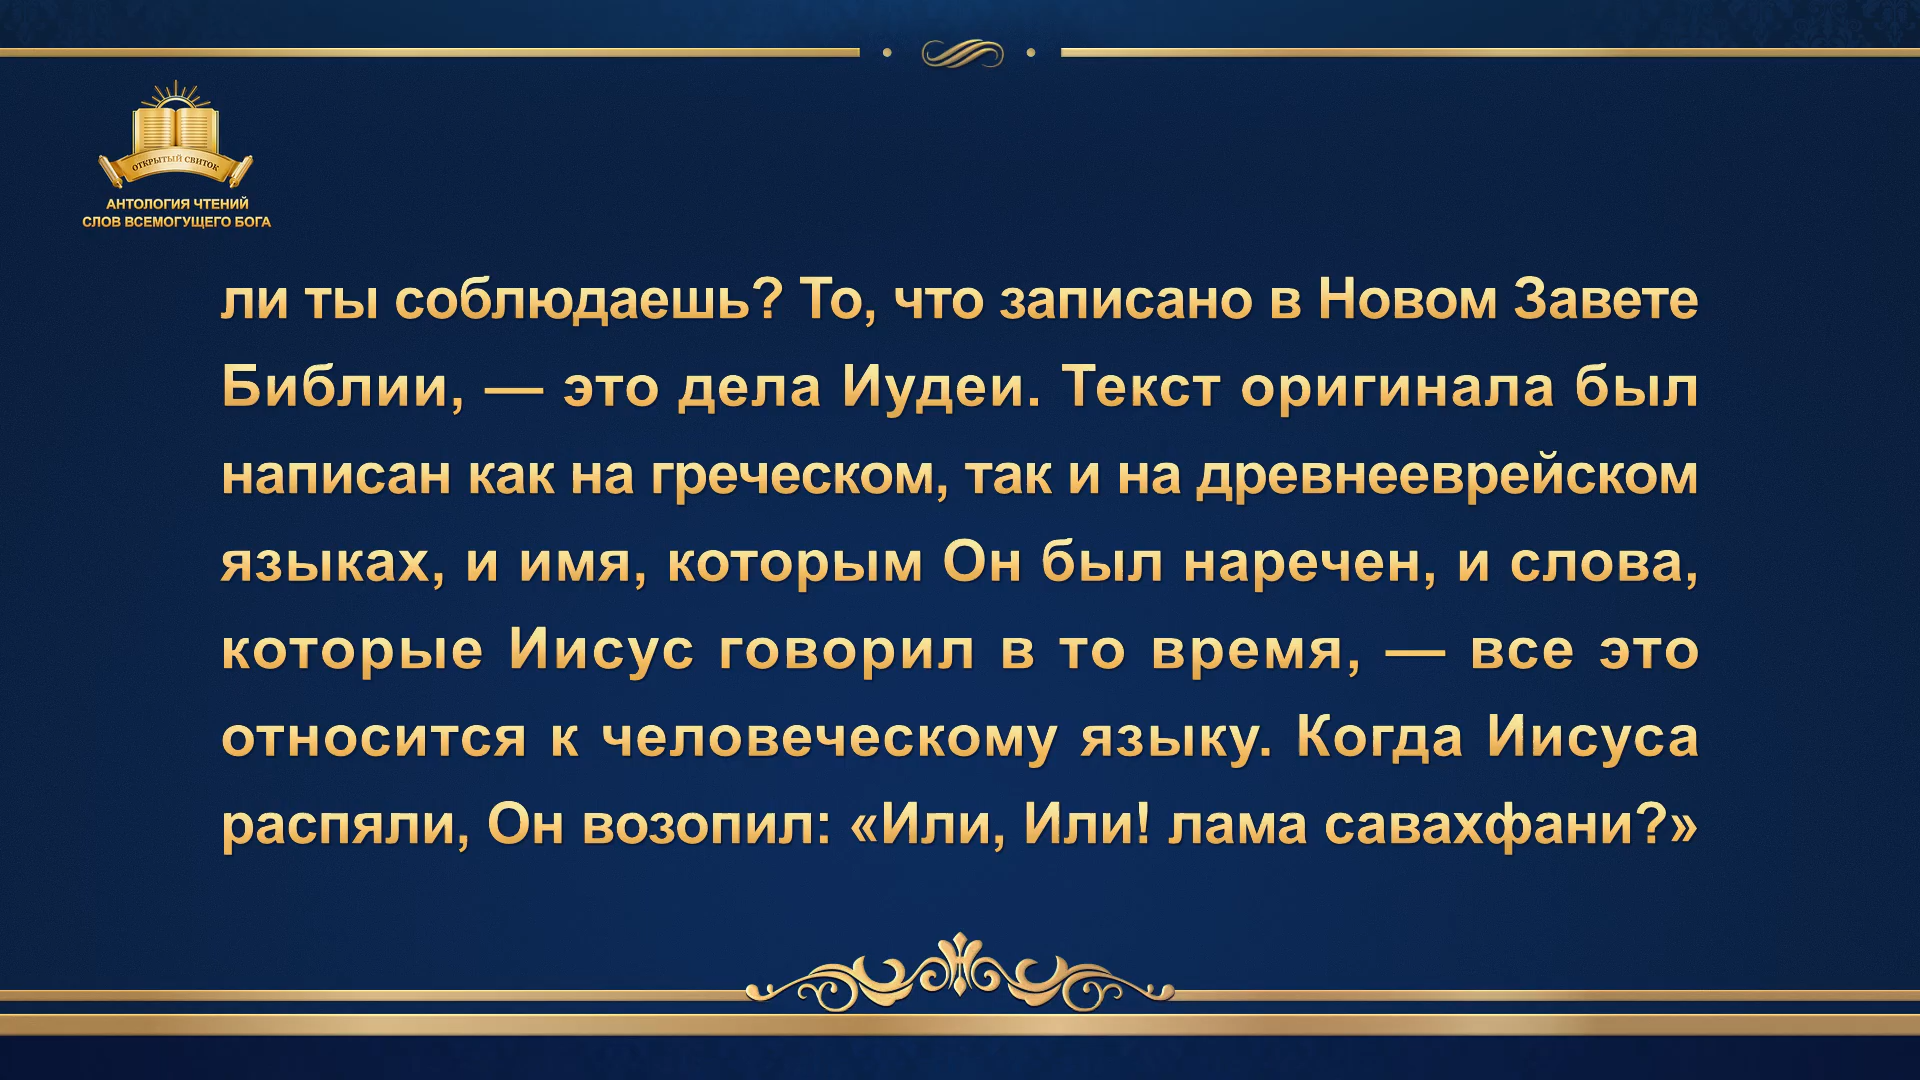 ОТКРЫТЫЙ СВИТОК
АНТОЛОГИЯ ЧТЕНИЙ
СЛОВ ВСЕМОГУЩЕГО БОГА
ли ты соблюдаешь? То, что записано в Новом Завете
Библии, — это дела Иудеи. Текст оригинала был
написан как на греческом, так и на древнееврейском
языках, и имя, которым Он был наречен, и слова,
которые Иисус говорил в то время, — все это
относится к человеческому языку. Когда Иисуса
распяли, Он возопил: «Или, Или! лама савахфани?»